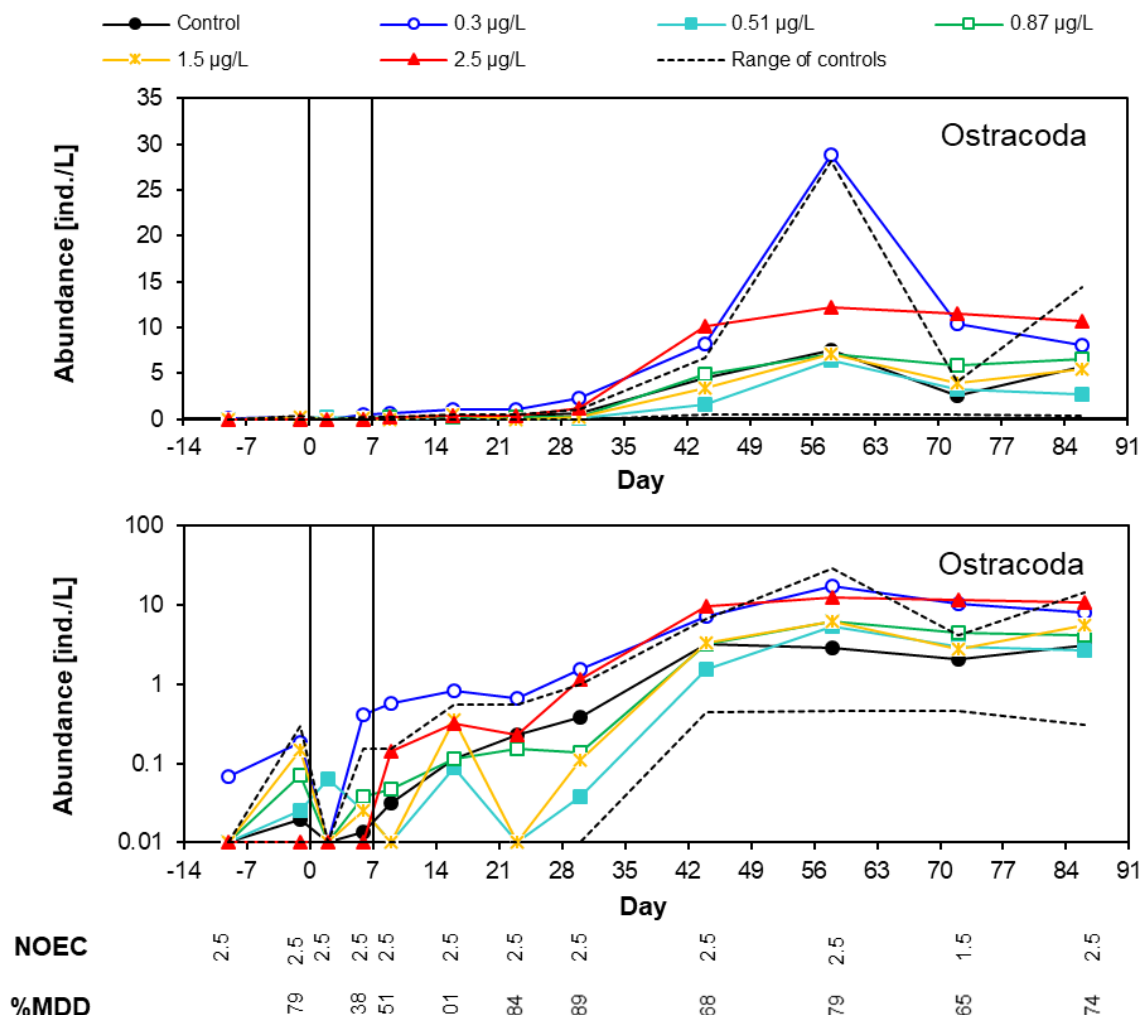 Control 0.3 µg/L 0.51 µg/L 0.87 µg/L
1.5 µg/L 2.5 µg/L Range of controls
Ostracoda
Abundance [ind./L]
35
30
25
20
15
10
5
0
-14 -7 0 7 14 21 28 35 42 49 56 63 70 77 84 91
Day
Ostracoda
Abundance [ind./L]
100
10
1
0.1
0.01
-14 -7 0 7 14 21 28 35 42 49 56 63 70 77 84 91
Day
NOEC 2.5 2.5 2.5 2.5 2.5 2.5 2.5 2.5 2.5 2.5 1.5 2.5
%MDD 79 38 51 01 84 89 68 79 65 74